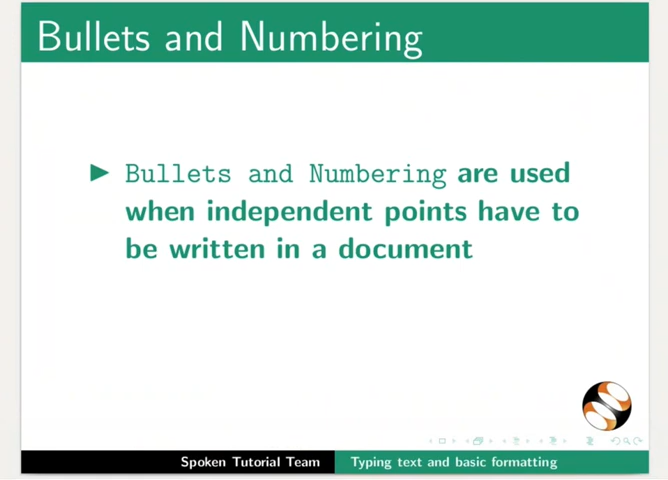 Bullets and Numbering
Bullets and Numbering are used
when independent points have to
be written in a document
Spoken Tutorial Team
Typing text and basic formatting